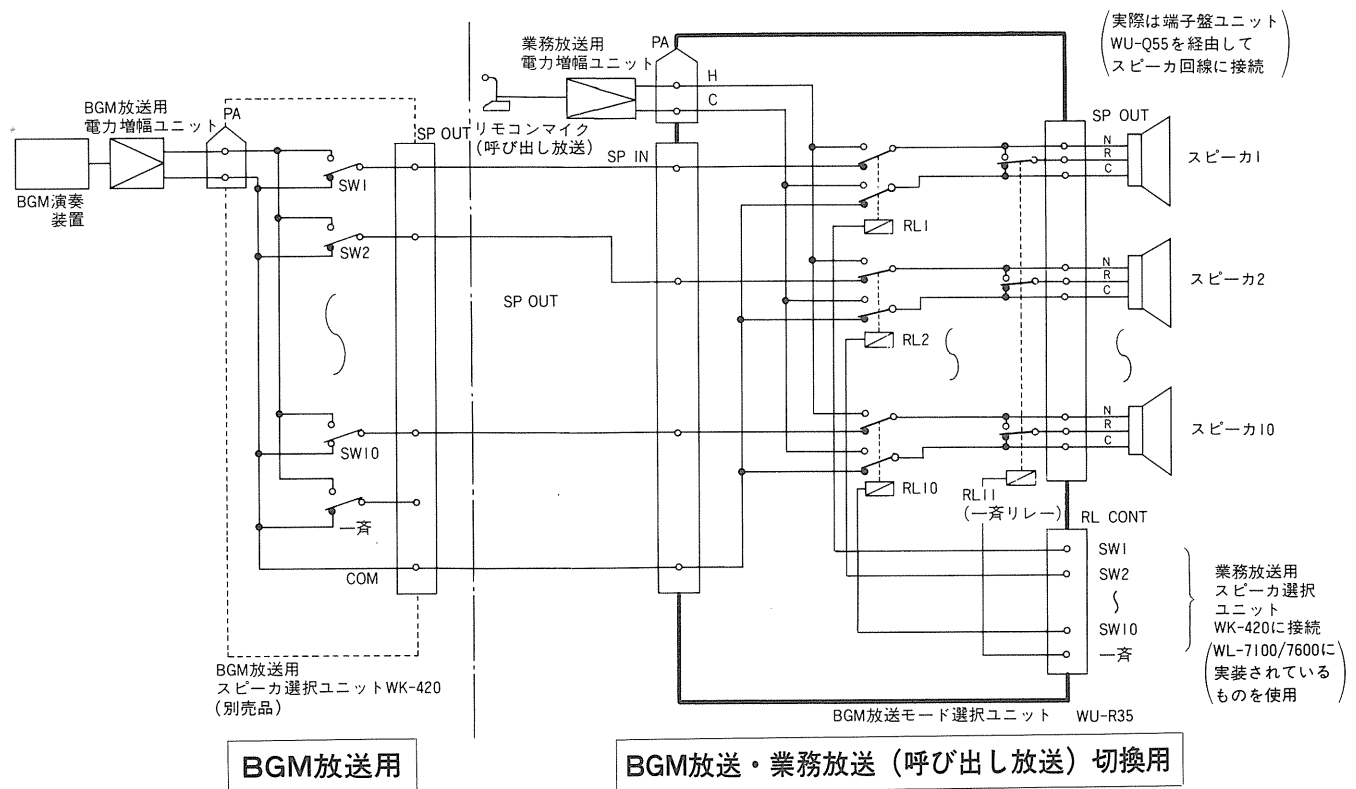 (実際は端子盤ユニット
WU-Q55を経由して
スピーカ回線に接続)
業務放送用
電力増幅ユニット
PA
H
C
BGM放送用
電力増幅ユニット
PA
SP OUT
リモコンマイク
(呼び出し放送)
SP IN
SP OUT
BGM演奏
装置
SW1
SW2
SP OUT
SW10
一斉
COM
RL1
RL2
RL10
RL11
(一斉リレー)
N
R
C
スピーカ1
N
R
C
スピーカ2
N
R
C
スピーカ10
RL CONT
SW1
SW2
SW10
一斉
業務放送用
スピーカ選択
ユニット
WK-420に接続
(WL-7100/7600に
実装されている
ものを使用)
BGM放送用
スピーカ選択ユニットWK-420
(別売品)
BGM放送モード選択ユニット WU-R35
BGM放送用
BGM放送・業務放送(呼び出し放送)切換用